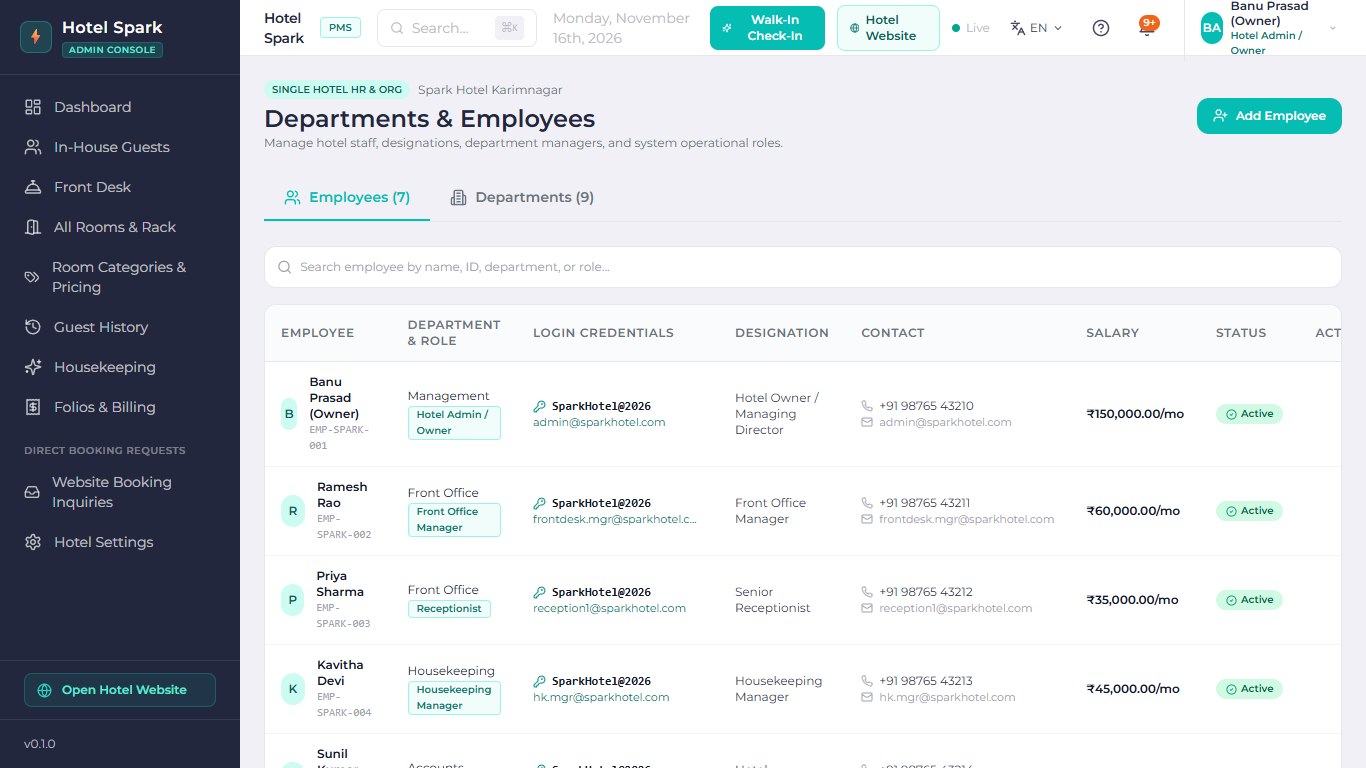 Hotel Spark
ADMIN CONSOLE
Dashboard
In-House Guests
Front Desk
All Rooms & Rack
Room Categories &
Pricing
Guest History
Housekeeping
Folios & Billing
DIRECT BOOKING REQUESTS
Website Booking
Inquiries
Hotel Settings
Open Hotel Website
v0.1.0
Hotel
Spark
PMS
Search...
⌘K
Monday, November
16th, 2026
Walk-In
Check-In
Hotel
Website
Live
EN
9+
BA
Banu Prasad
(Owner)
Hotel Admin /
Owner
SINGLE HOTEL HR & ORG
Spark Hotel Karimnagar
Departments & Employees
Manage hotel staff, designations, department managers, and system operational roles.
Add Employee
Employees (7)
Departments (9)
Search employee by name, ID, department, or role...
EMPLOYEE
DEPARTMENT
& ROLE
LOGIN CREDENTIALS
DESIGNATION
CONTACT
SALARY
STATUS
ACT
B
Banu
Prasad
(Owner)
EMP-SPARK-
001
Management
Hotel Admin /
Owner
SparkHotel@2026
admin@sparkhotel.com
Hotel Owner /
Managing
Director
+91 98765 43210
admin@sparkhotel.com
₹150,000.00/mo
Active
R
Ramesh
Rao
EMP-
SPARK-002
Front Office
Front Office
Manager
SparkHotel@2026
frontdesk.mgr@sparkhotel.c...
Front Office
Manager
+91 98765 43211
frontdesk.mgr@sparkhotel.com
₹60,000.00/mo
Active
P
Priya
Sharma
EMP-
SPARK-003
Front Office
Receptionist
SparkHotel@2026
reception1@sparkhotel.com
Senior
Receptionist
+91 98765 43212
reception1@sparkhotel.com
₹35,000.00/mo
Active
K
Kavitha
Devi
EMP-
SPARK-004
Housekeeping
Housekeeping
Manager
SparkHotel@2026
hk.mgr@sparkhotel.com
Housekeeping
Manager
+91 98765 43213
hk.mgr@sparkhotel.com
₹45,000.00/mo
Active
Sunil